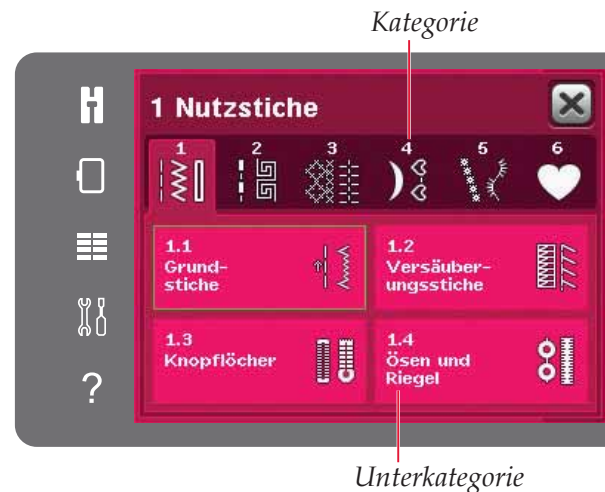 Kategorie
1 Nutzstiche
1 2 3 4 5 6
1.1
Grund-
stiche
1.2
Versäuber-
ungsstiche
1.3
Knopflöcher
1.4
Ösen und
Riegel
?
Unterkategorie